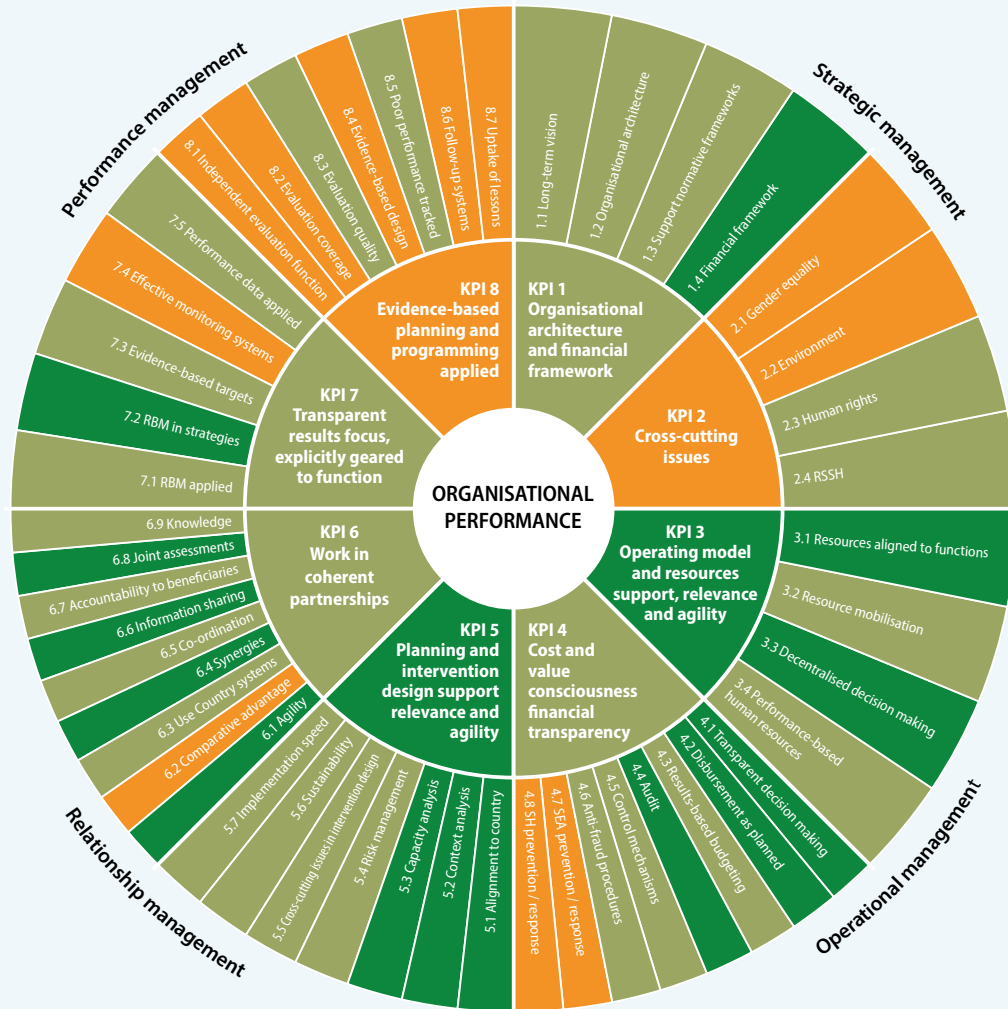 Performance management
Strategic management
Operational management
Relationship management
ORGANISATIONAL
PERFORMANCE
KPI 1
Organisational
architecture
and financial
framework
1.1 Long-term vision
1.2 Organisational architecture
1.3 Support normative frameworks
1.4 Financial framework
KPI 2
Cross-cutting
issues
2.1 Gender equality
2.2 Environment
2.3 Human rights
2.4 RSSH
KPI 3
Operating model
and resources
support, relevance
and agility
3.1 Resources aligned to functions
3.2 Resource mobilisation
3.3 Decentralised decision making
3.4 Performance-based
human resources
KPI 4
Cost and
value
consciousness
financial
transparency
4.1 Transparent decision making
4.2 Disbursement as planned
4.3 Results-based budgeting
4.4 Audit
4.5 Control mechanisms
4.6 Anti-fraud procedures
4.7 SEA prevention / response
4.8 SH prevention / response
KPI 5
Planning and
intervention
design support
relevance and
agility
5.1 Alignment to country
5.2 Context analysis
5.3 Capacity analysis
5.4 Risk management
5.5 Cross-cutting issues in intervention design
5.6 Sustainability
5.7 Implementation speed
KPI 6
Work in
coherent
partnerships
6.1 Agility
6.2 Comparative advantage
6.3 Use Country systems
6.4 Synergies
6.5 Co-ordination
6.6 Information sharing
6.7 Accountability to beneficiaries
6.8 Joint assessments
6.9 Knowledge
KPI 7
Transparent
results focus,
explicitly geared
to function
7.1 RBM applied
7.2 RBM in strategies
7.3 Evidence-based targets
7.4 Effective monitoring systems
7.5 Performance data applied
KPI 8
Evidence-based
planning and
programming
applied
8.1 Independent evaluation function
8.2 Evaluation coverage
8.3 Evaluation quality
8.4 Evidence-based design
8.5 Poor performance
tracked
8.6 Follow-up systems
8.7 Uptake of lessons